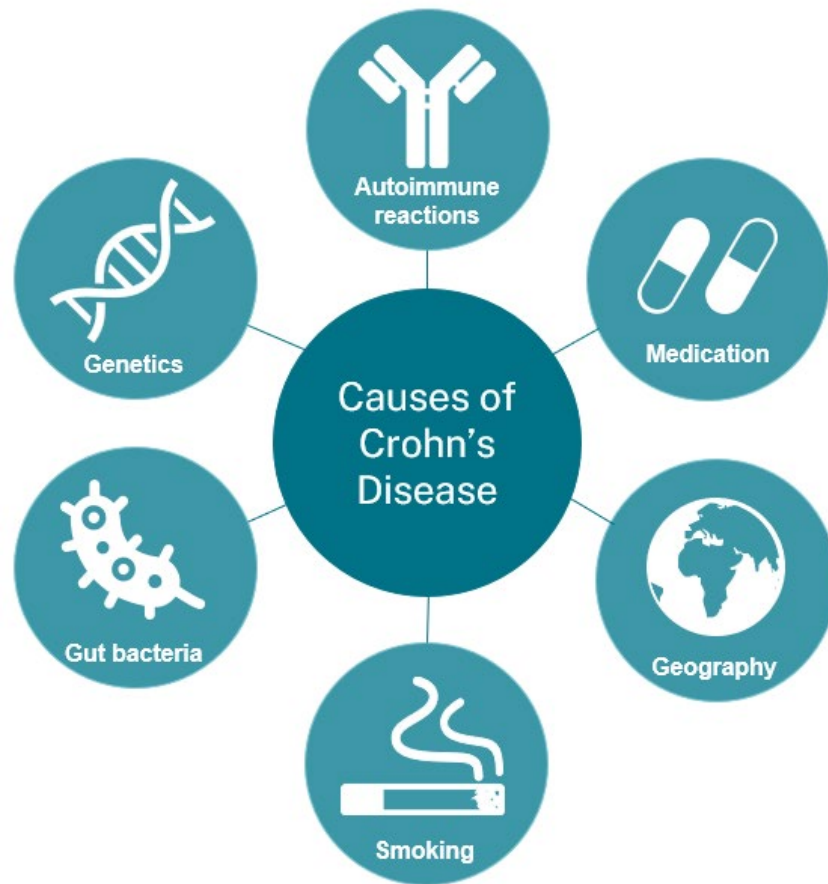 Autoimmune
reactions
Genetics
Medication
Causes of
Crohn’s
Disease
Gut bacteria
Geography
Smoking